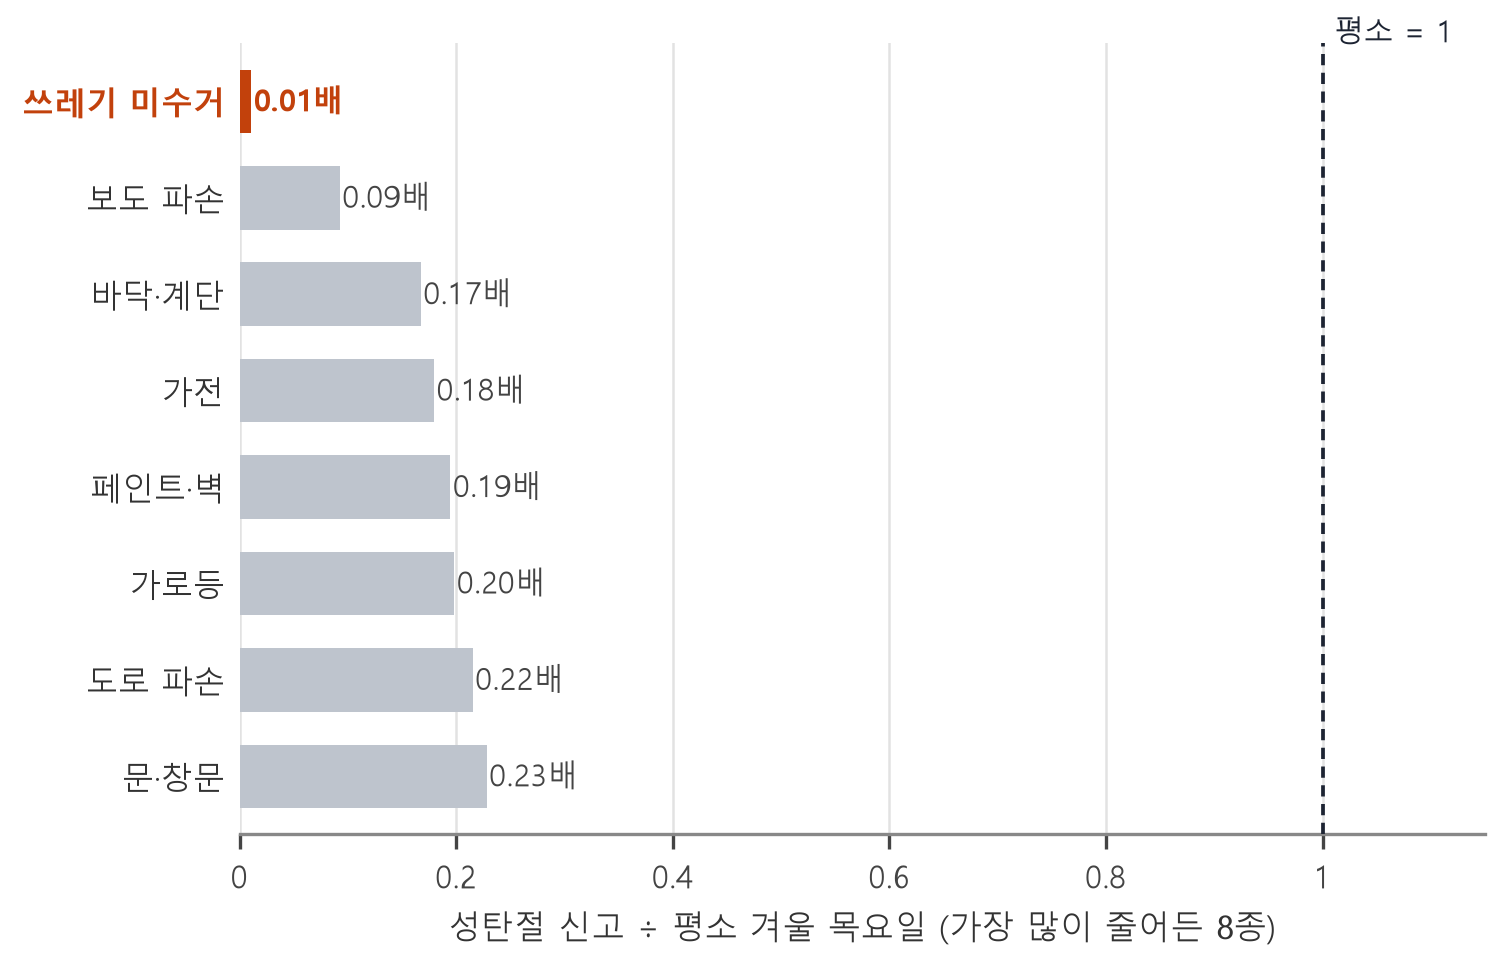 평소 = 1
쓰레기 미수거 0.01배
보도 파손 0.09배
바닥·계단 0.17배
가전 0.18배
페인트·벽 0.19배
가로등 0.20배
도로 파손 0.22배
문·창문 0.23배
0 0.2 0.4 0.6 0.8 1
성탄절 신고 ÷ 평소 겨울 목요일 (가장 많이 줄어든 8종)